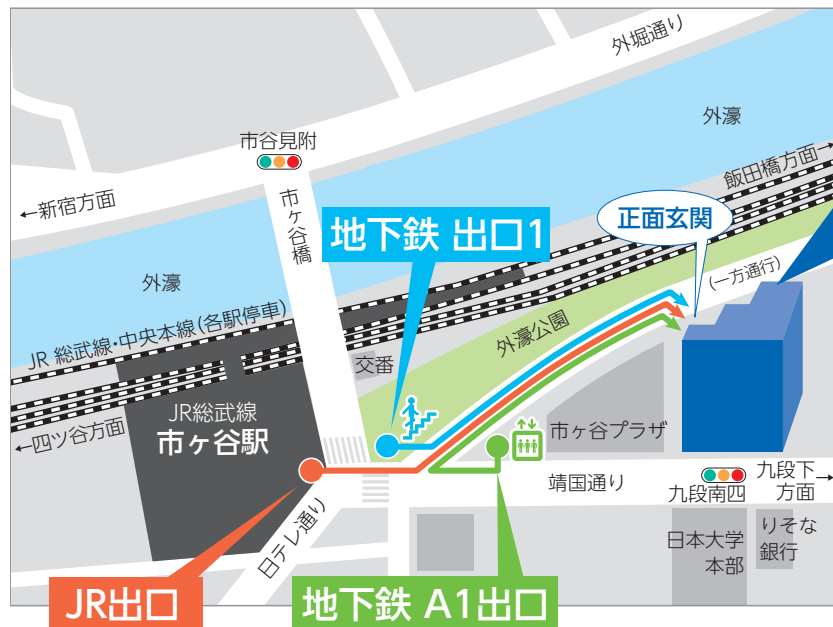 外堀通り
外濠
市谷見附
飯田橋方面→
←新宿方面
市ヶ谷橋
正面玄関
地下鉄 出口1
(一方通行)
外濠
JR 総武線・中央本線(各駅停車)
外濠公園
交番
JR総武線
市ヶ谷駅
←四ツ谷方面
市ヶ谷プラザ
靖国通り
九段南四
九段下
方面→
日テレ通り
日本大学
本部
りそな
銀行
JR出口
地下鉄 A1出口